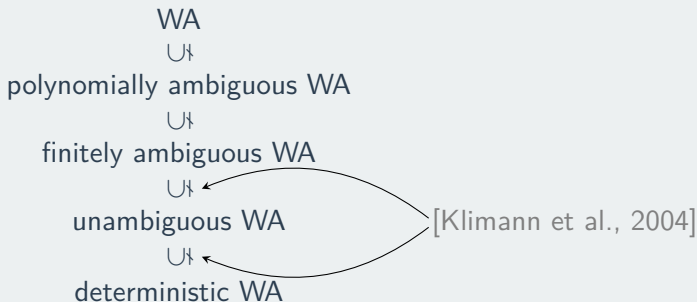 WA
∪∤
polynomially ambiguous WA
∪∤
finitely ambiguous WA
∪∤
unambiguous WA [Klimann et al., 2004]
∪∤
deterministic WA